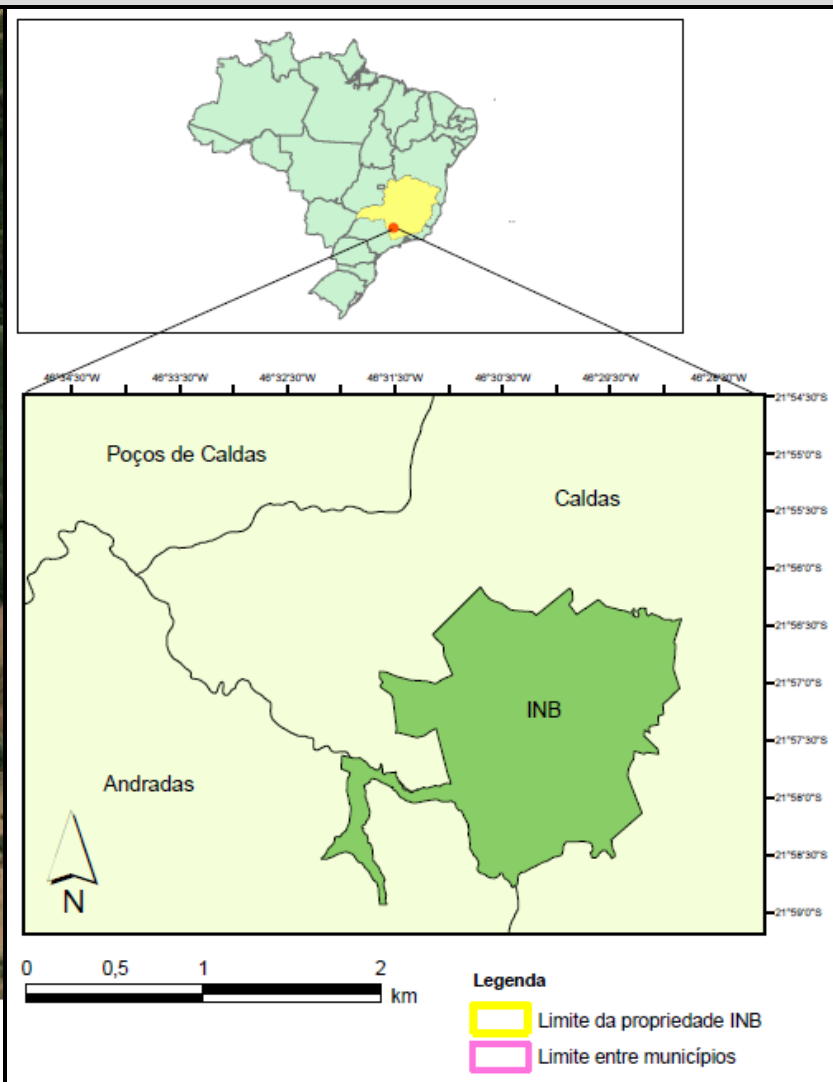 46°34'30"W 46°33'30"W 46°32'30"W 46°31'30"W 46°30'30"W 46°29'30"W 46°28'30"W
21°54'30"S
Poços de Caldas
21°55'0"S
Caldas
21°55'30"S
21°56'0"S
21°56'30"S
21°57'0"S
INB
21°57'30"S
Andradas
21°58'0"S
21°58'30"S
N
21°59'0"S
0 0,5 1 2
km
Legenda
Limite da propriedade INB
Limite entre municípios